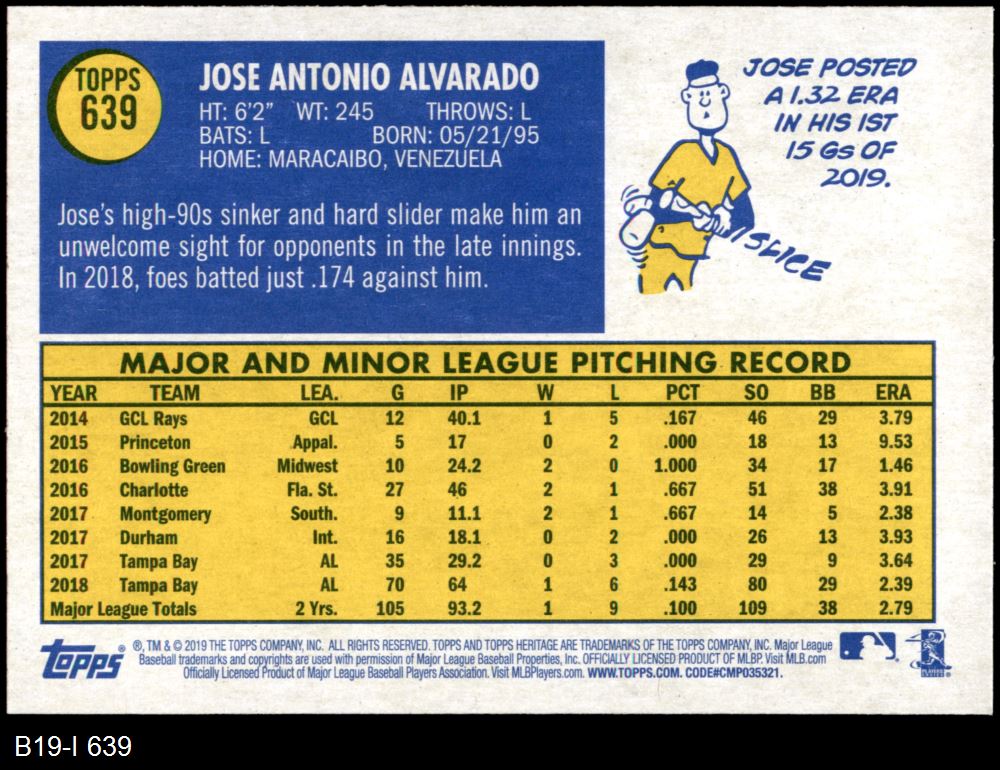 TOPPS
639
JOSE ANTONIO ALVARADO
HT: 6'2" WT: 245 THROWS: L
BATS: L BORN: 05/21/95
HOME: MARACAIBO, VENEZUELA
Jose's high-90s sinker and hard slider make him an
unwelcome sight for opponents in the late innings.
In 2018, foes batted just .174 against him.
JOSE POSTED
A 1.32 ERA
IN HIS 1ST
15 Gs OF
2019.
SLICE
MAJOR AND MINOR LEAGUE PITCHING RECORD
YEAR TEAM LEA. G IP W L PCT SO BB ERA
2014 GCL Rays GCL 12 40.1 1 5 .167 46 29 3.79
2015 Princeton Appal. 5 17 0 2 .000 18 13 9.53
2016 Bowling Green Midwest 10 24.2 2 0 1.000 34 17 1.46
2016 Charlotte Fla. St. 27 46 2 1 .667 51 38 3.91
2017 Montgomery South. 9 11.1 2 1 .667 14 5 2.38
2017 Durham Int. 16 18.1 0 2 .000 26 13 3.93
2017 Tampa Bay AL 35 29.2 0 3 .000 29 9 3.64
2018 Tampa Bay AL 70 64 1 6 .143 80 29 2.39
Major League Totals 2 Yrs. 105 93.2 1 9 .100 109 38 2.79
topps
®, TM & © 2019 THE TOPPS COMPANY, INC. ALL RIGHTS RESERVED. TOPPS AND TOPPS HERITAGE ARE TRADEMARKS OF THE TOPPS COMPANY, INC. Major League
Baseball trademarks and copyrights are used with permission of Major League Baseball Properties, Inc. OFFICIALLY LICENSED PRODUCT OF MLBP. Visit MLB.com
Officially Licensed Product of Major League Baseball Players Association. Visit MLBPlayers.com. WWW.TOPPS.COM. CODE#CMP035321.
B19-I 639